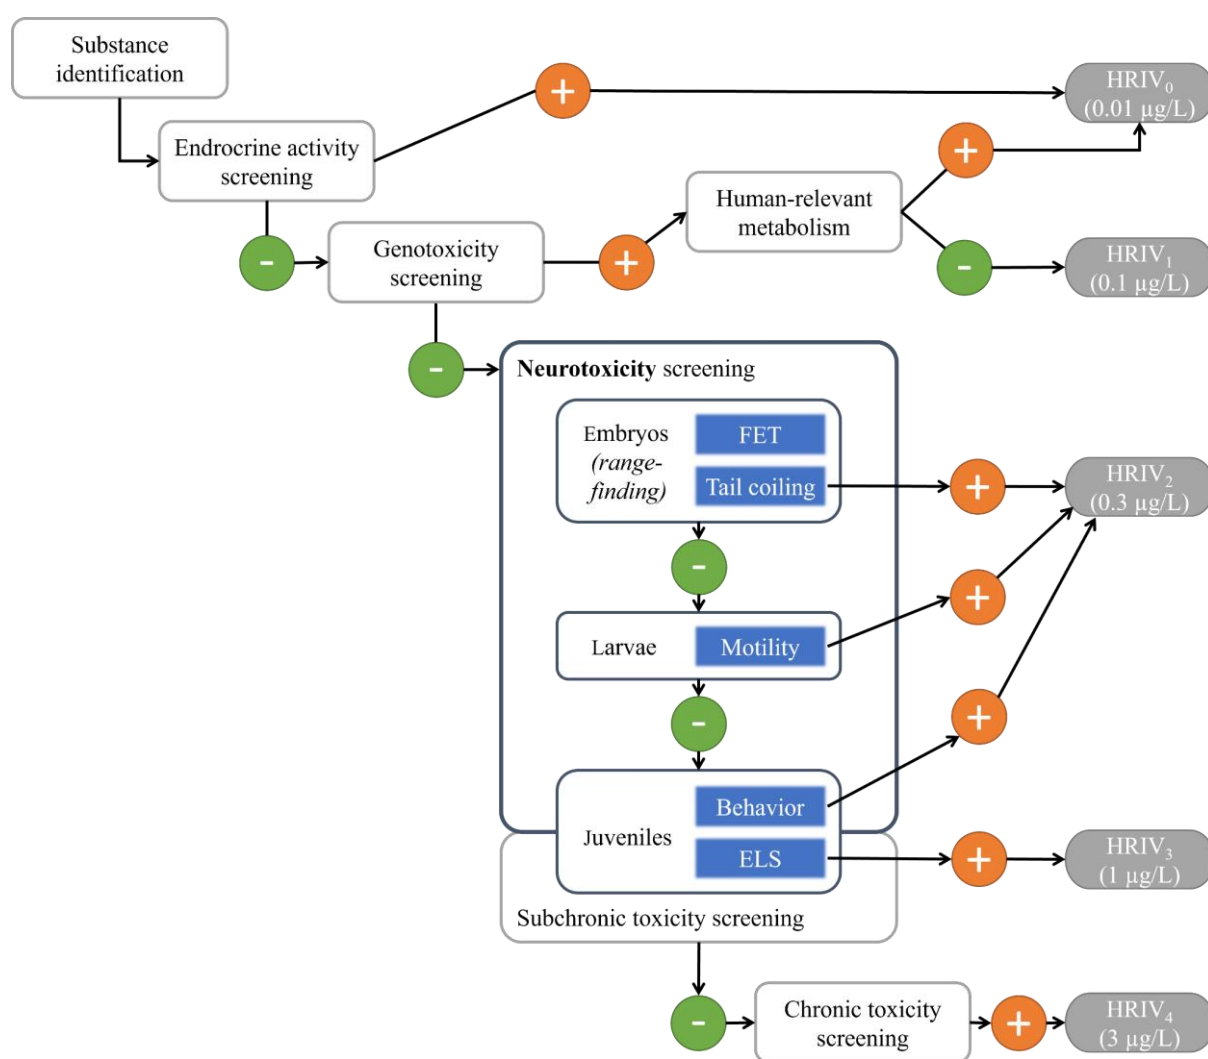 Substance
identification
+
HRIV₀
(0.01 µg/L)
Endrocrine activity
screening
+
Human-relevant
metabolism
-
Genotoxicity
screening
+
-
HRIV₁
(0.1 µg/L)
-
Neurotoxicity screening
Embryos
(range-
finding)
FET
Tail coiling
+
HRIV₂
(0.3 µg/L)
-
+
Larvae
Motility
-
+
Juveniles
Behavior
ELS
+
HRIV₃
(1 µg/L)
Subchronic toxicity screening
-
Chronic toxicity
screening
+
HRIV₄
(3 µg/L)